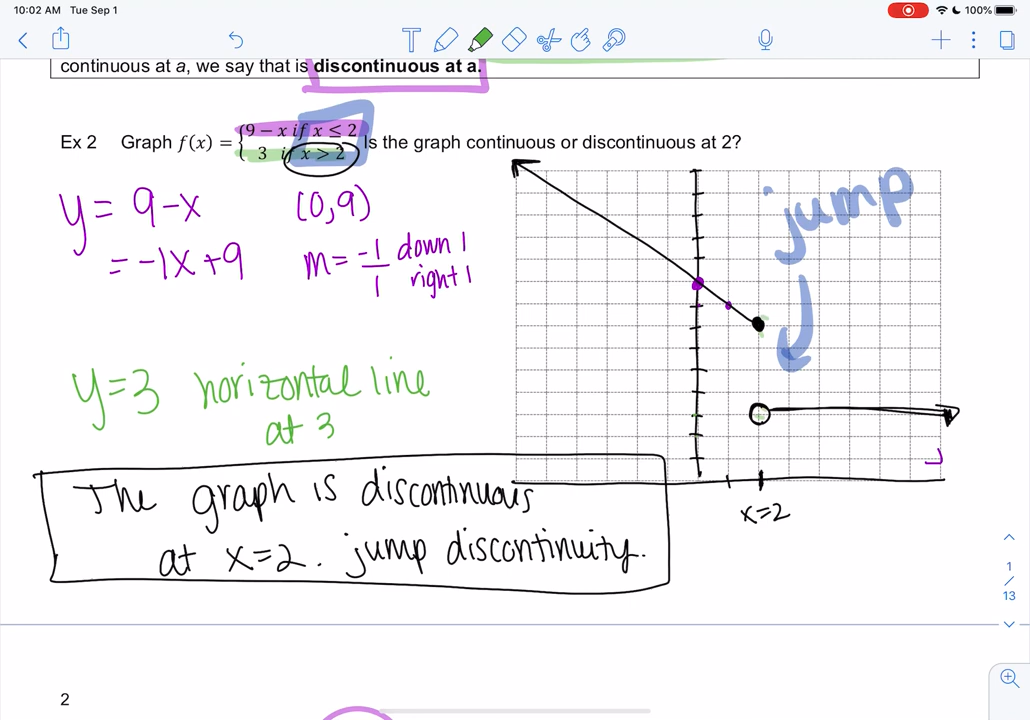 10:02 AM Tue Sep 1
100%
continuous at a, we say that is discontinuous at a.
Ex 2 Graph f(x) = {9 − x if x ≤ 2
3 if x > 2
Is the graph continuous or discontinuous at 2?
y = 9-x (0,9)
= -1x+9 m= -1/1 down 1
right 1
jump
y=3 horizontal line
at 3
The graph is discontinuous
at x=2. jump discontinuity.
x=2
1
/
13
2